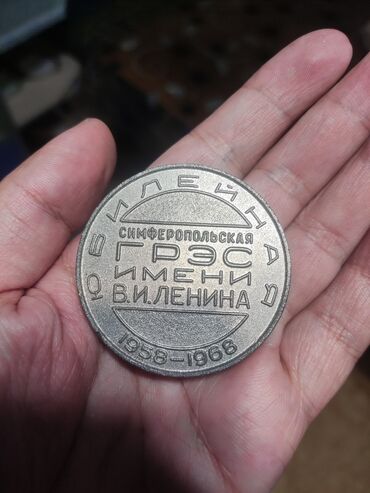 ЮБИЛЕЙНАЯ
СИМФЕРОПОЛЬСКАЯ
ГРЭС
ИМЕНИ
В.И.ЛЕНИНА
1958-1968